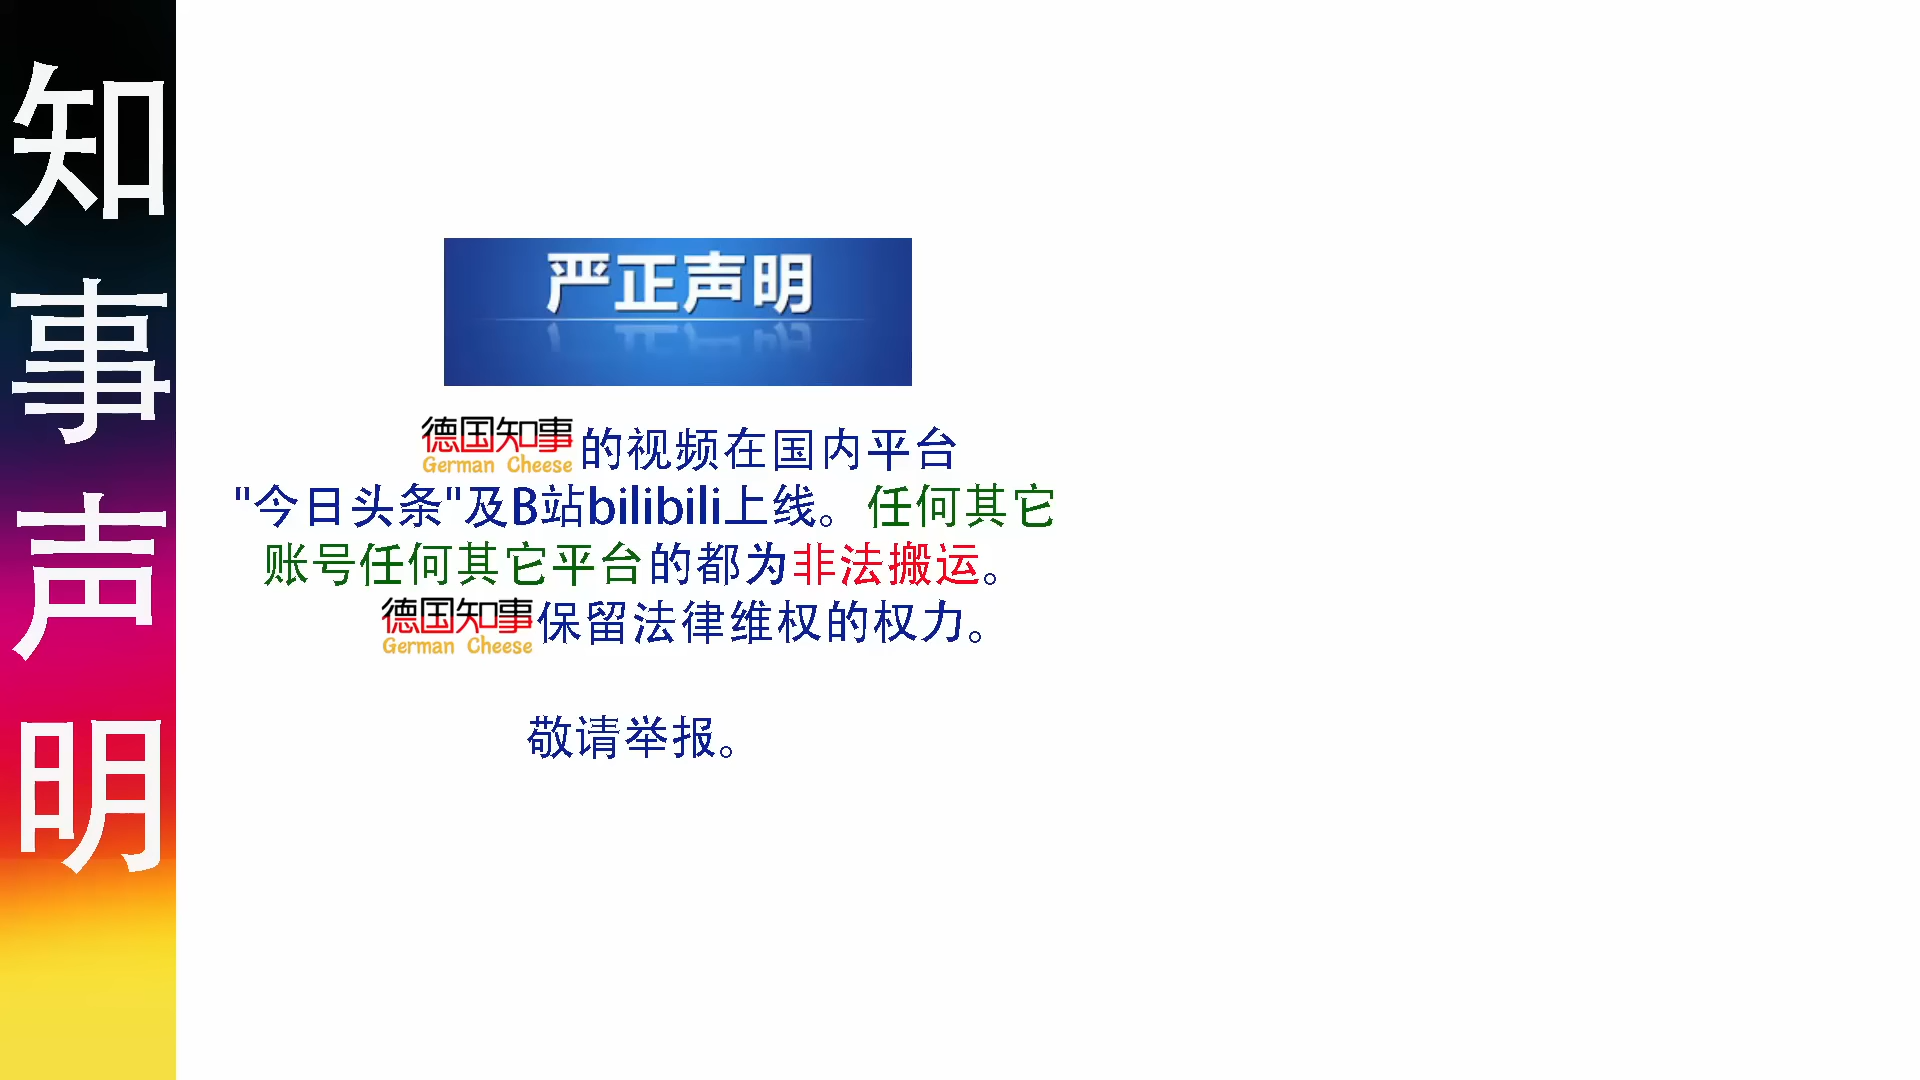 知事声明
严正声明
德国知事的视频在国内平台
German Cheese
"今日头条"及B站bilibili上线。任何其它
账号任何其它平台的都为非法搬运。
德国知事保留法律维权的权力。
German Cheese
敬请举报。